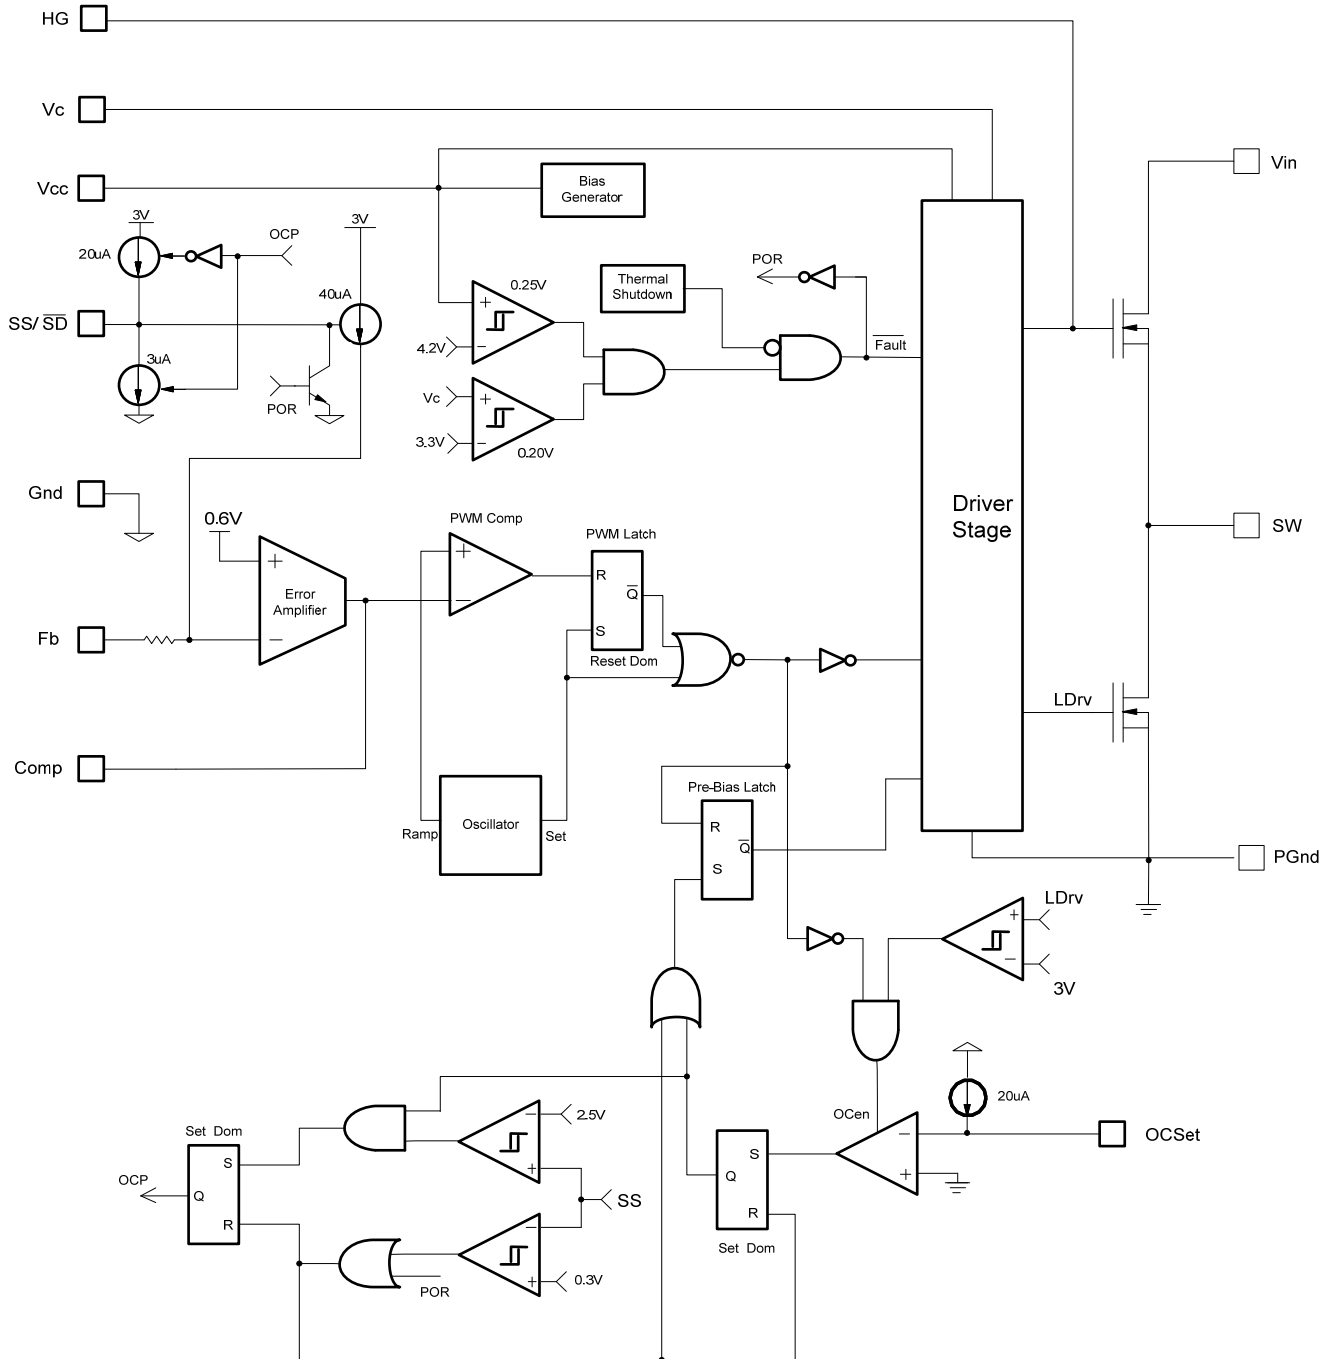 HG
Vc
Vcc
Bias
Generator
Vin
3V
3V
OCP
20uA
40uA
SS/ S̅D̅
3uA
POR
0.25V
4.2V
+
−
Vc
3.3V
+
−
0.20V
Thermal
Shutdown
POR
F̅a̅u̅l̅t̅
Driver
Stage
Gnd
0.6V
+
Error
Amplifier
−
Fb
PWM Comp
+
−
PWM Latch
R
Q̅
S
Reset Dom
SW
LDrv
Comp
Ramp
Oscillator
Set
Pre-Bias Latch
R
Q̅
S
PGnd
LDrv
+
−
3V
20uA
OCen
−
+
OCSet
2.5V
−
+
SS
Set Dom
S
OCP
Q
R
−
+
0.3V
POR
S
Q
R
Set Dom